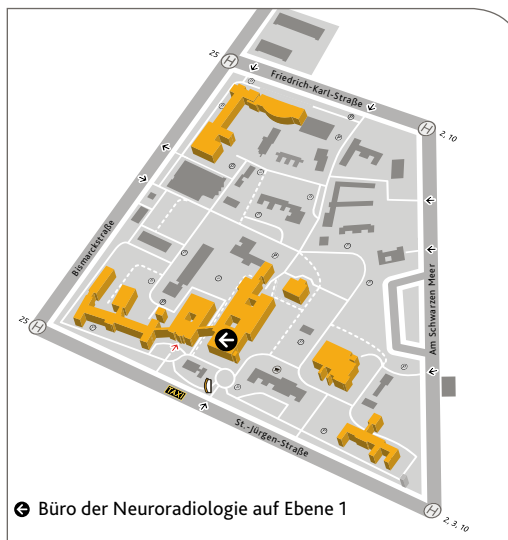 25
H
Friedrich-Karl-Straße
H
2, 10
Bismarckstraße
Am Schwarzen Meer
25
H
TAXI
St.-Jürgen-Straße
H
2, 3, 10
Büro der Neuroradiologie auf Ebene 1